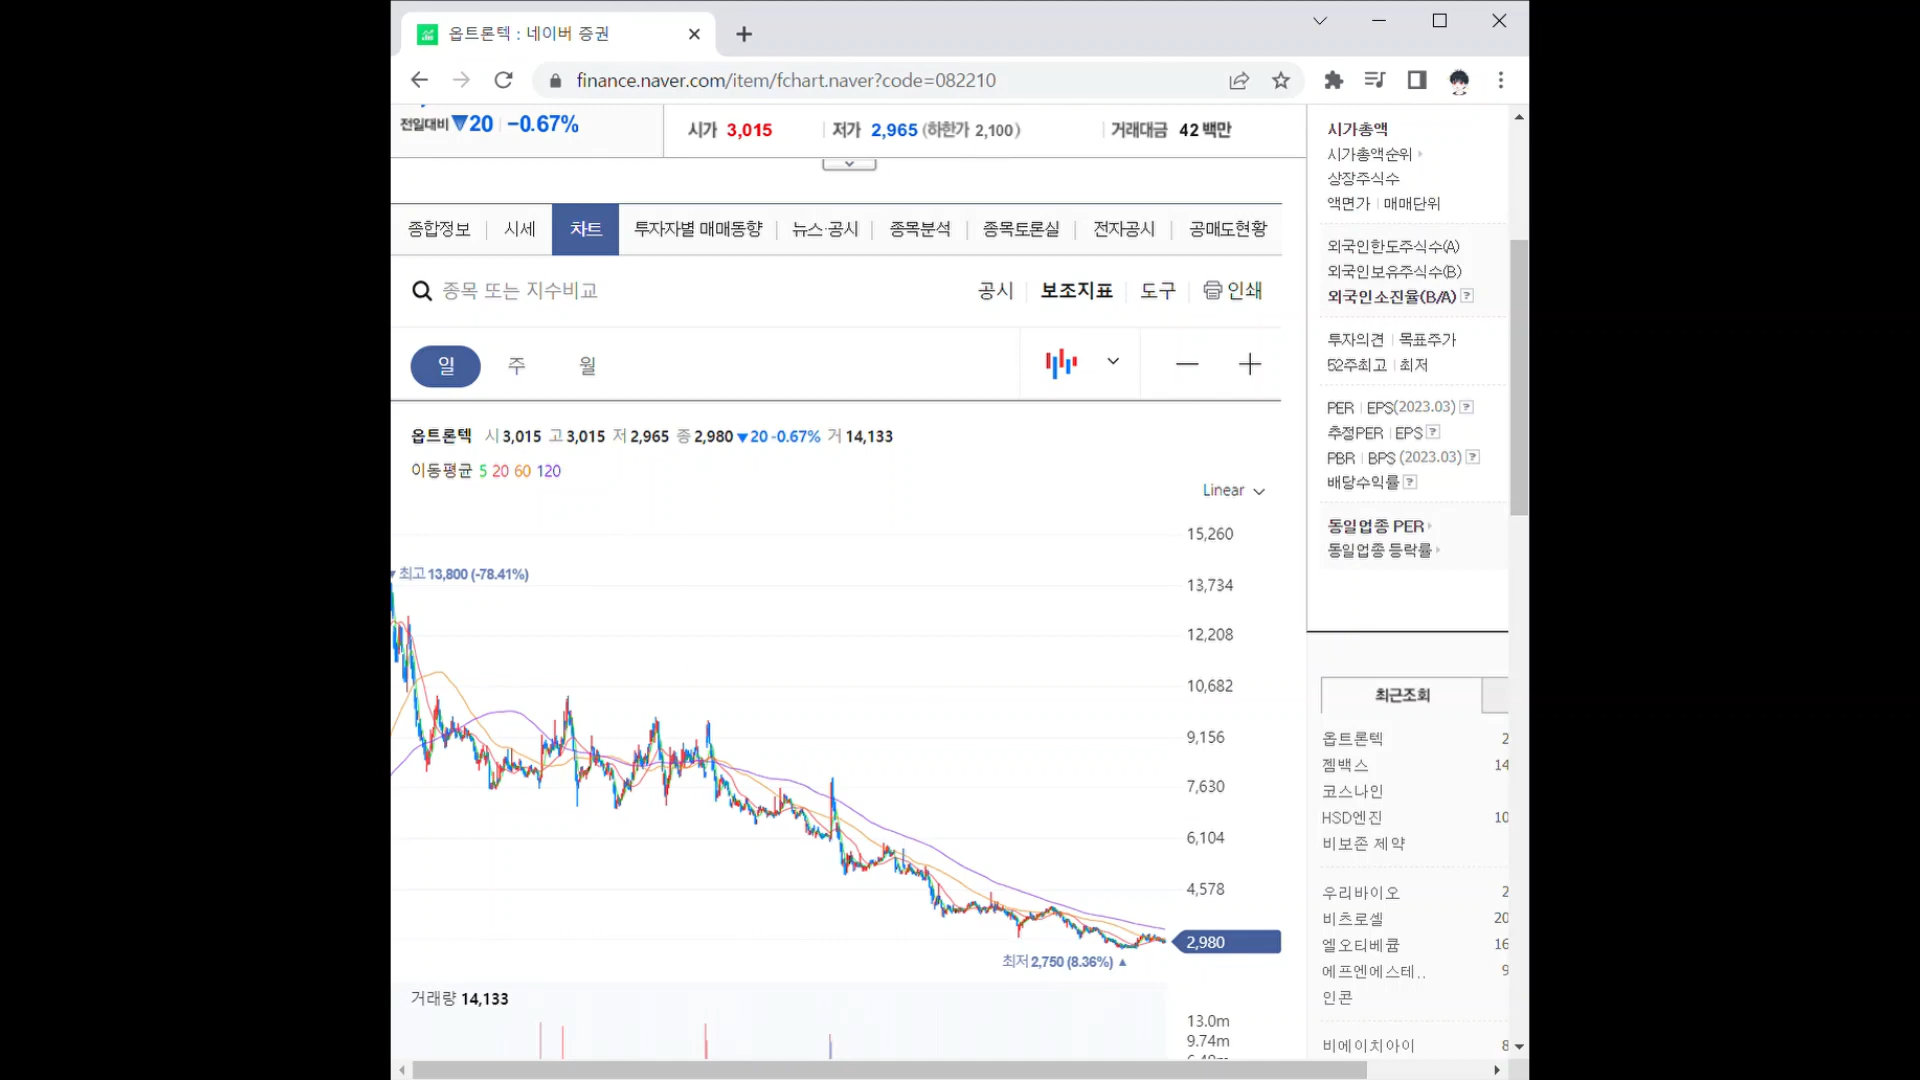 옵트론텍 : 네이버 증권
finance.naver.com/item/fchart.naver?code=082210
전일대비 ▼20 -0.67%
시가 3,015 저가 2,965 (하한가 2,100) 거래대금 42 백만
종합정보 시세 차트 투자자별 매매동향 뉴스·공시 종목분석 종목토론실 전자공시 공매도현황
종목 또는 지수비교
공시 보조지표 도구 인쇄
일 주 월
옵트론텍 시 3,015 고 3,015 저 2,965 종 2,980 ▼20 -0.67% 거 14,133
이동평균 5 20 60 120
Linear
15,260
최고 13,800 (-78.41%)
13,734
12,208
10,682
9,156
7,630
6,104
4,578
2,980
최저 2,750 (8.36%) ▲
거래량 14,133
13.0m
9.74m
시가총액
시가총액순위
상장주식수
액면가 매매단위
외국인한도주식수(A)
외국인보유주식수(B)
외국인소진율(B/A) ?
투자의견 목표주가
52주최고 최저
PER EPS(2023.03) ?
추정PER EPS ?
PBR BPS (2023.03) ?
배당수익률 ?
동일업종 PER
동일업종 등락률
최근조회
옵트론텍 2
젬백스 14
코스나인
HSD엔진 10
비보존 제약
우리바이오 2
비츠로셀 20
엘오티베큠 16
에프엔에스테.. 9
인콘
비에이치아이 8